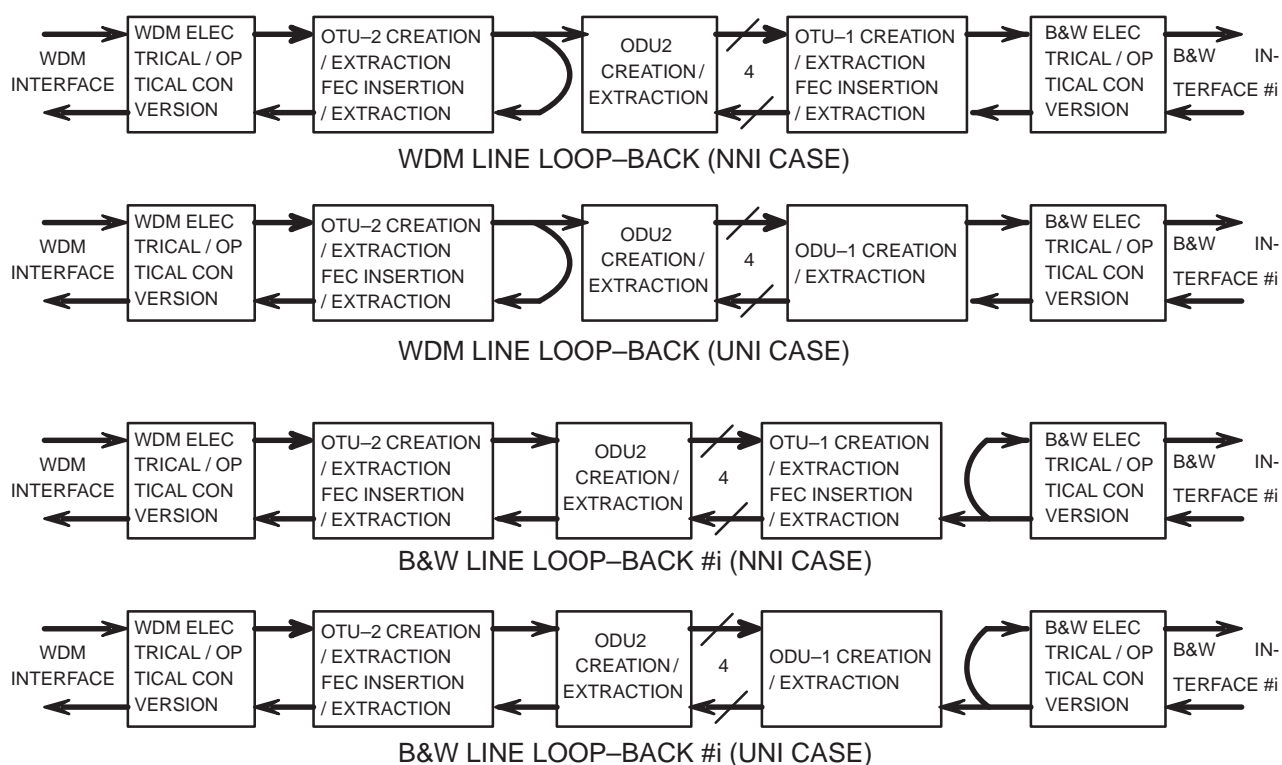 WDM INTERFACE
WDM ELEC
TRICAL / OP
TICAL CON
VERSION
OTU–2 CREATION
/ EXTRACTION
FEC INSERTION
/ EXTRACTION
ODU2
CREATION/
EXTRACTION
4
OTU–1 CREATION
/ EXTRACTION
FEC INSERTION
/ EXTRACTION
B&W ELEC
TRICAL / OP
TICAL CON
VERSION
B&W IN-
TERFACE #i
WDM LINE LOOP–BACK (NNI CASE)
WDM
INTERFACE
WDM ELEC
TRICAL / OP
TICAL CON
VERSION
OTU–2 CREATION
/ EXTRACTION
FEC INSERTION
/ EXTRACTION
ODU2
CREATION/
EXTRACTION
4
ODU–1 CREATION
/ EXTRACTION
B&W ELEC
TRICAL / OP
TICAL CON
VERSION
B&W IN-
TERFACE #i
WDM LINE LOOP–BACK (UNI CASE)
WDM
INTERFACE
WDM ELEC
TRICAL / OP
TICAL CON
VERSION
OTU–2 CREATION
/ EXTRACTION
FEC INSERTION
/ EXTRACTION
ODU2
CREATION/
EXTRACTION
4
OTU–1 CREATION
/ EXTRACTION
FEC INSERTION
/ EXTRACTION
B&W ELEC
TRICAL / OP
TICAL CON
VERSION
B&W IN-
TERFACE #i
B&W LINE LOOP–BACK #i (NNI CASE)
WDM
INTERFACE
WDM ELEC
TRICAL / OP
TICAL CON
VERSION
OTU–2 CREATION
/ EXTRACTION
FEC INSERTION
/ EXTRACTION
ODU2
CREATION/
EXTRACTION
4
ODU–1 CREATION
/ EXTRACTION
B&W ELEC
TRICAL / OP
TICAL CON
VERSION
B&W IN-
TERFACE #i
B&W LINE LOOP–BACK #i (UNI CASE)